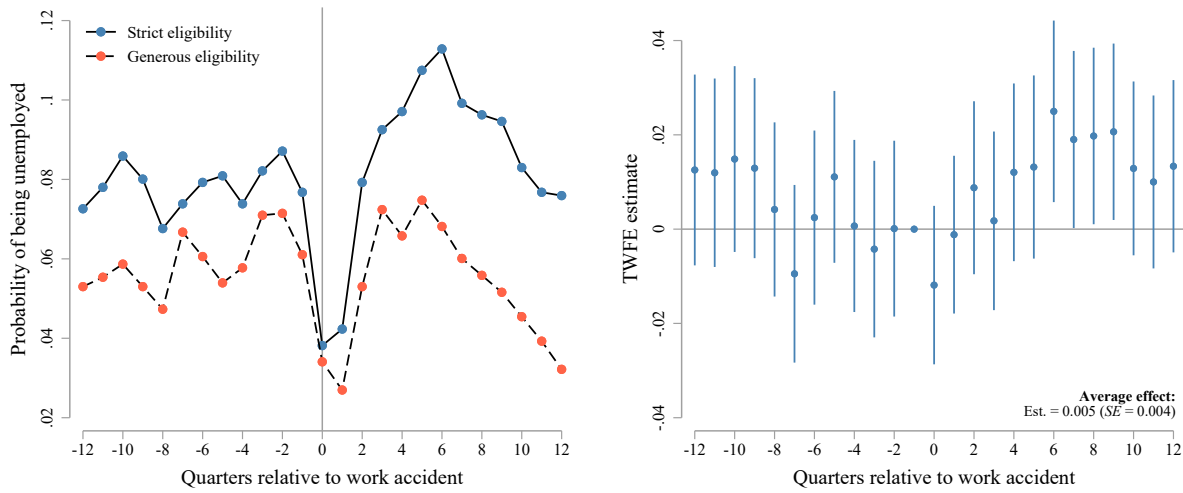 Probability of being unemployed
.12
.1
.08
.06
.04
.02
Strict eligibility
Generous eligibility
-12 -10 -8 -6 -4 -2 0 2 4 6 8 10 12
Quarters relative to work accident
TWFE estimate
.04
.02
0
-.02
-.04
Average effect:
Est. = 0.005 (SE = 0.004)
-12 -10 -8 -6 -4 -2 0 2 4 6 8 10 12
Quarters relative to work accident